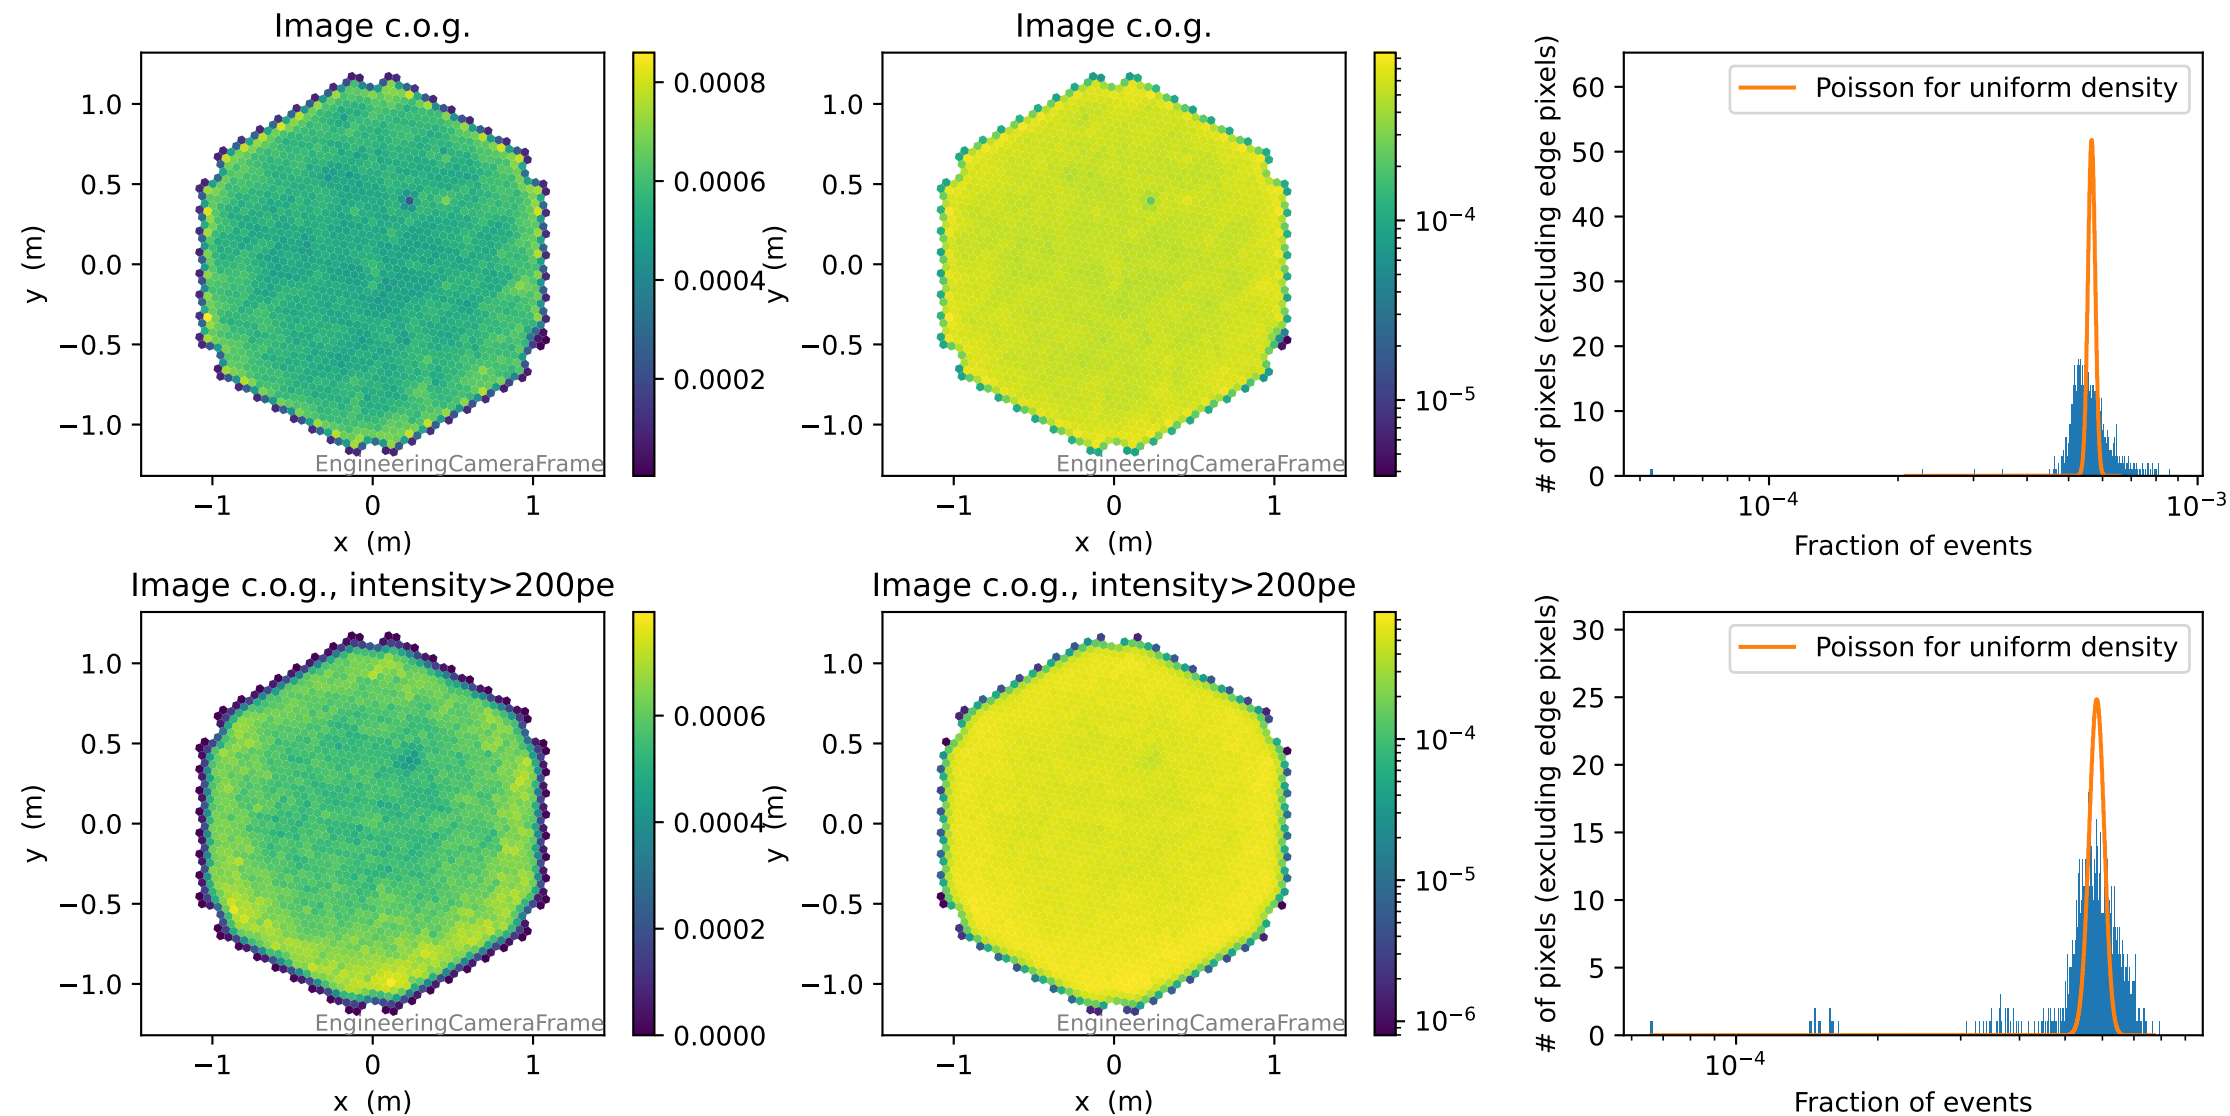 Image c.o.g.
y (m)
1.0
0.5
0.0
−0.5
−1.0
−1
0
1
x (m)
EngineeringCameraFrame
0.0008
0.0006
0.0004
0.0002
Image c.o.g.
y (m)
1.0
0.5
0.0
−0.5
−1.0
−1
0
1
x (m)
EngineeringCameraFrame
10⁻⁴
10⁻⁵
# of pixels (excluding edge pixels)
60
50
40
30
20
10
0
Poisson for uniform density
10⁻⁴
10⁻³
Fraction of events
Image c.o.g., intensity>200pe
y (m)
1.0
0.5
0.0
−0.5
−1.0
−1
0
1
x (m)
EngineeringCameraFrame
0.0006
0.0004
0.0002
0.0000
Image c.o.g., intensity>200pe
y (m)
1.0
0.5
0.0
−0.5
−1.0
−1
0
1
x (m)
EngineeringCameraFrame
10⁻⁴
10⁻⁵
10⁻⁶
# of pixels (excluding edge pixels)
30
25
20
15
10
5
0
Poisson for uniform density
10⁻⁴
Fraction of events